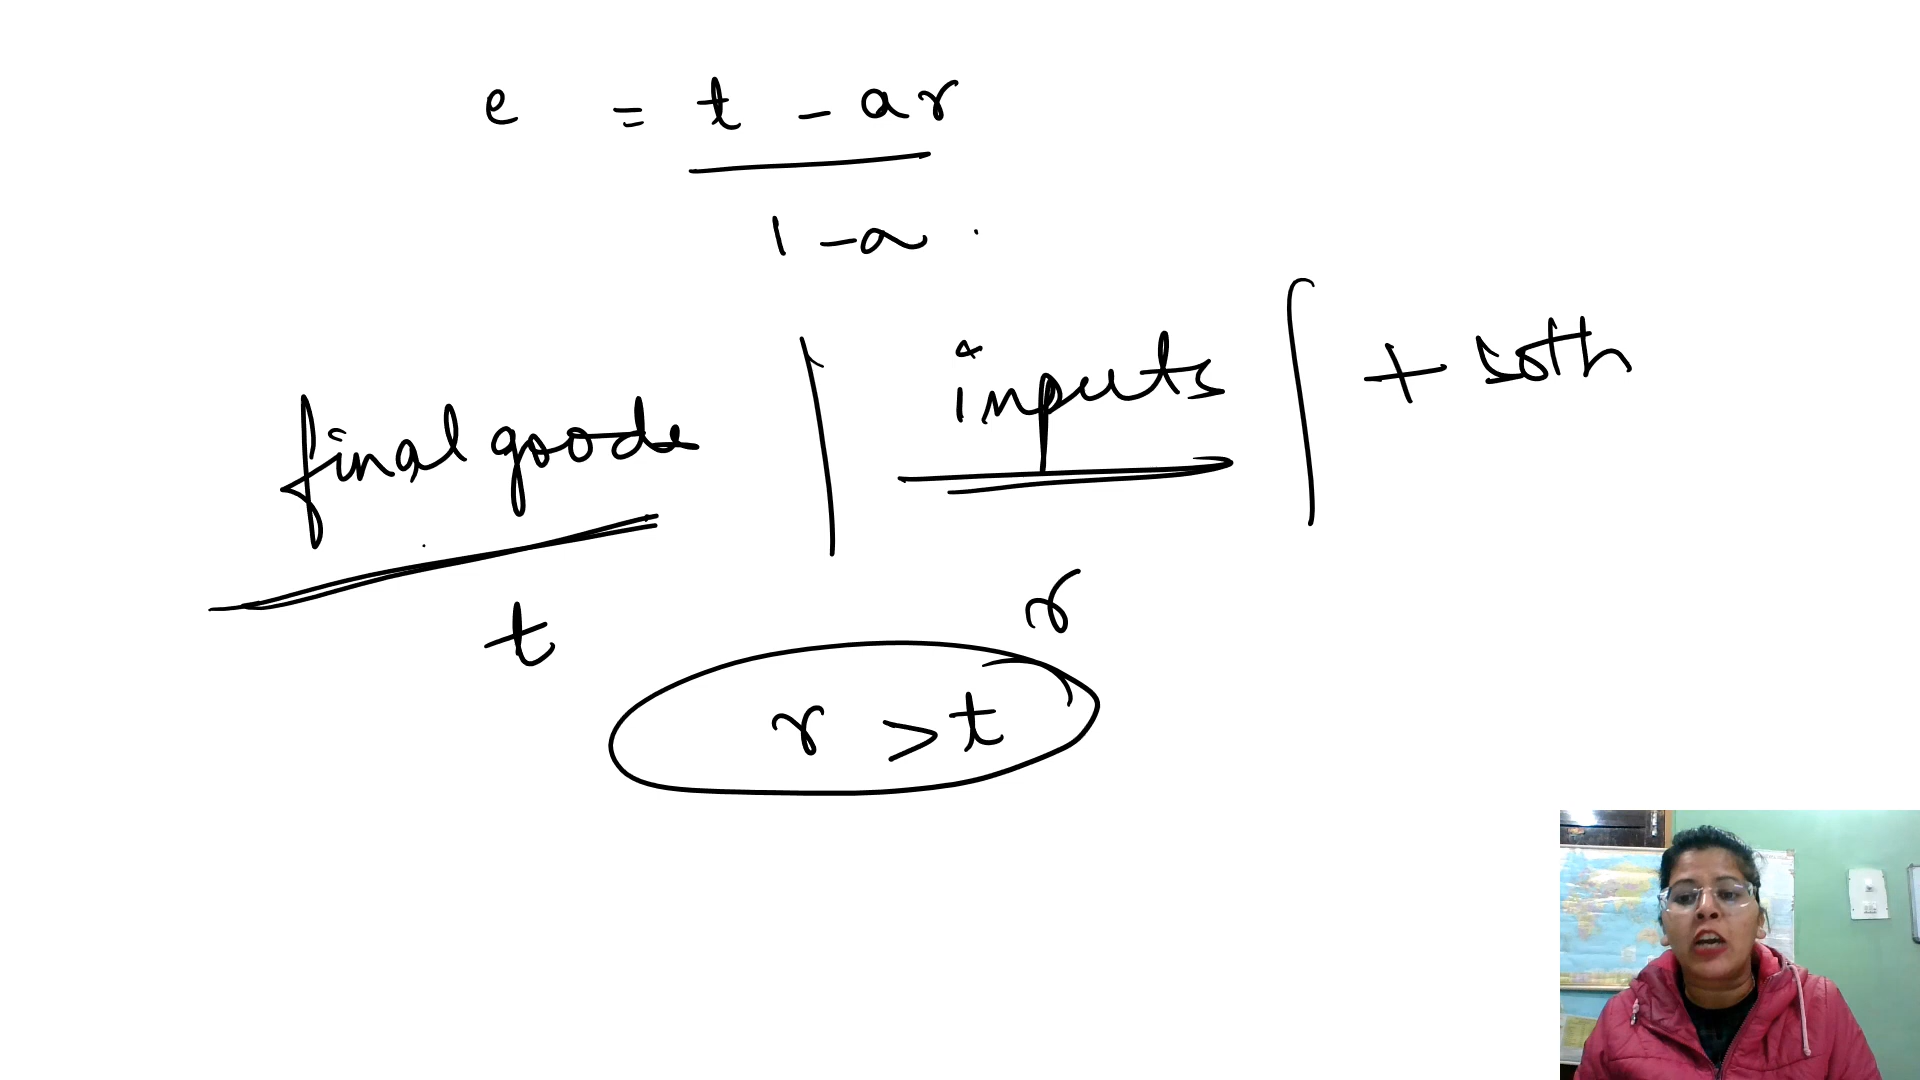 e = t - ar
1 - a .
final goods | inputs + both
t r
r > t